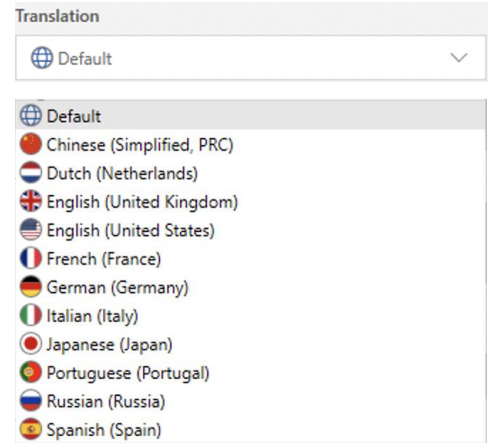 Translation
Default
Default
Chinese (Simplified, PRC)
Dutch (Netherlands)
English (United Kingdom)
English (United States)
French (France)
German (Germany)
Italian (Italy)
Japanese (Japan)
Portuguese (Portugal)
Russian (Russia)
Spanish (Spain)